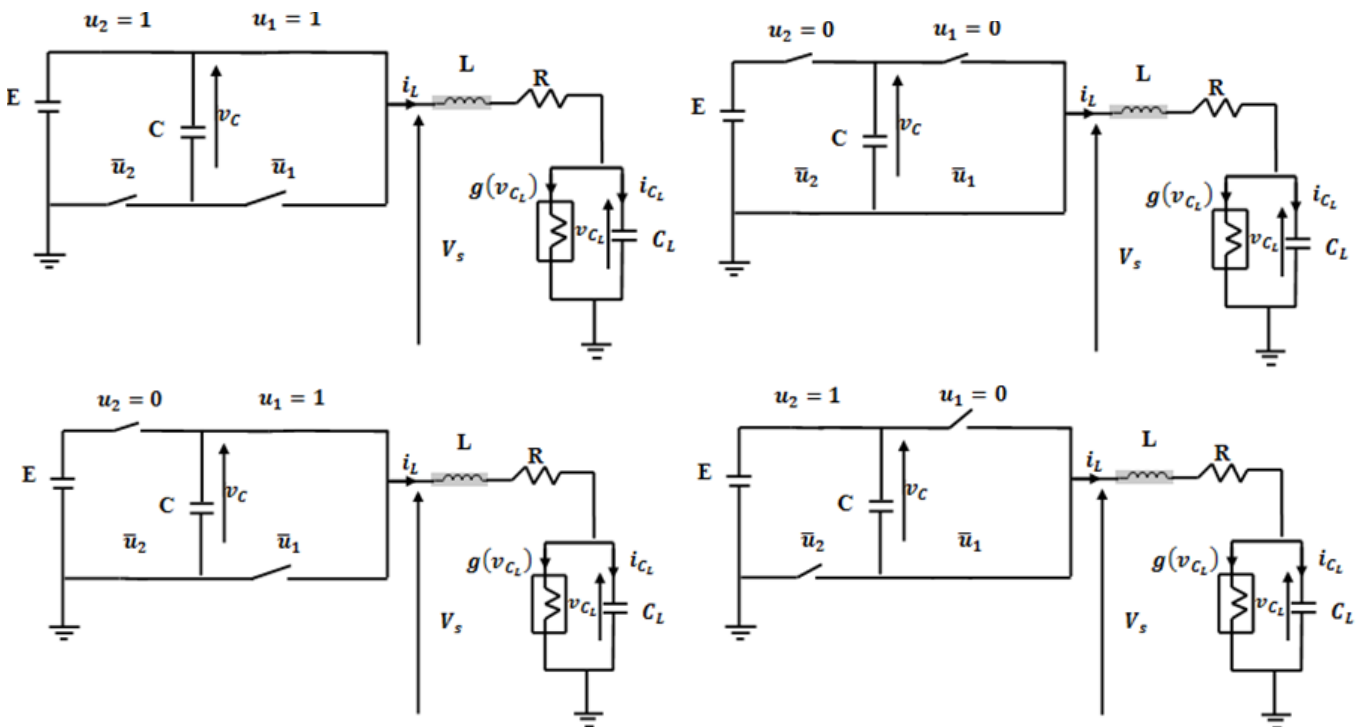 u₂ = 1 u₁ = 1
E
C
v_C
ū₂ ū₁
i_L
L
R
V_s
g(v_{C_L})
v_{C_L}
i_{C_L}
C_L
u₂ = 0 u₁ = 0
E
C
v_C
ū₂ ū₁
i_L
L
R
V_s
g(v_{C_L})
v_{C_L}
i_{C_L}
C_L
u₂ = 0 u₁ = 1
E
C
v_C
ū₂ ū₁
i_L
L
R
V_s
g(v_{C_L})
v_{C_L}
i_{C_L}
C_L
u₂ = 1 u₁ = 0
E
C
v_C
ū₂ ū₁
i_L
L
R
V_s
g(v_{C_L})
v_{C_L}
i_{C_L}
C_L